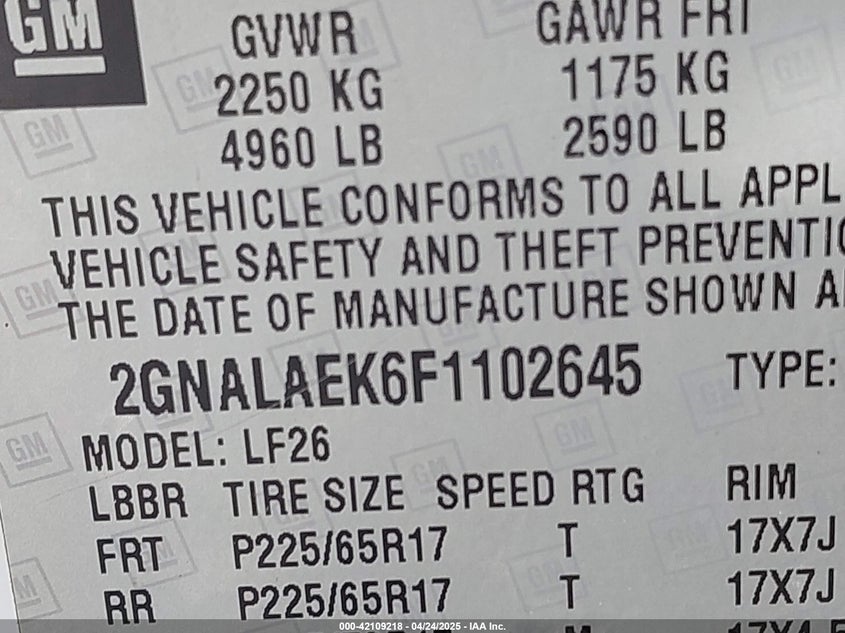 GM
GVWR GAWR FRT
2250 KG 1175 KG
4960 LB 2590 LB
THIS VEHICLE CONFORMS TO ALL APPL
VEHICLE SAFETY AND THEFT PREVENTIO
THE DATE OF MANUFACTURE SHOWN A
2GNALAEK6F1102645 TYPE:
MODEL: LF26
LBBR TIRE SIZE SPEED RTG RIM
FRT P225/65R17 T 17X7J
RR P225/65R17 T 17X7J
000-42109218 - 04/24/2025 - IAA Inc.